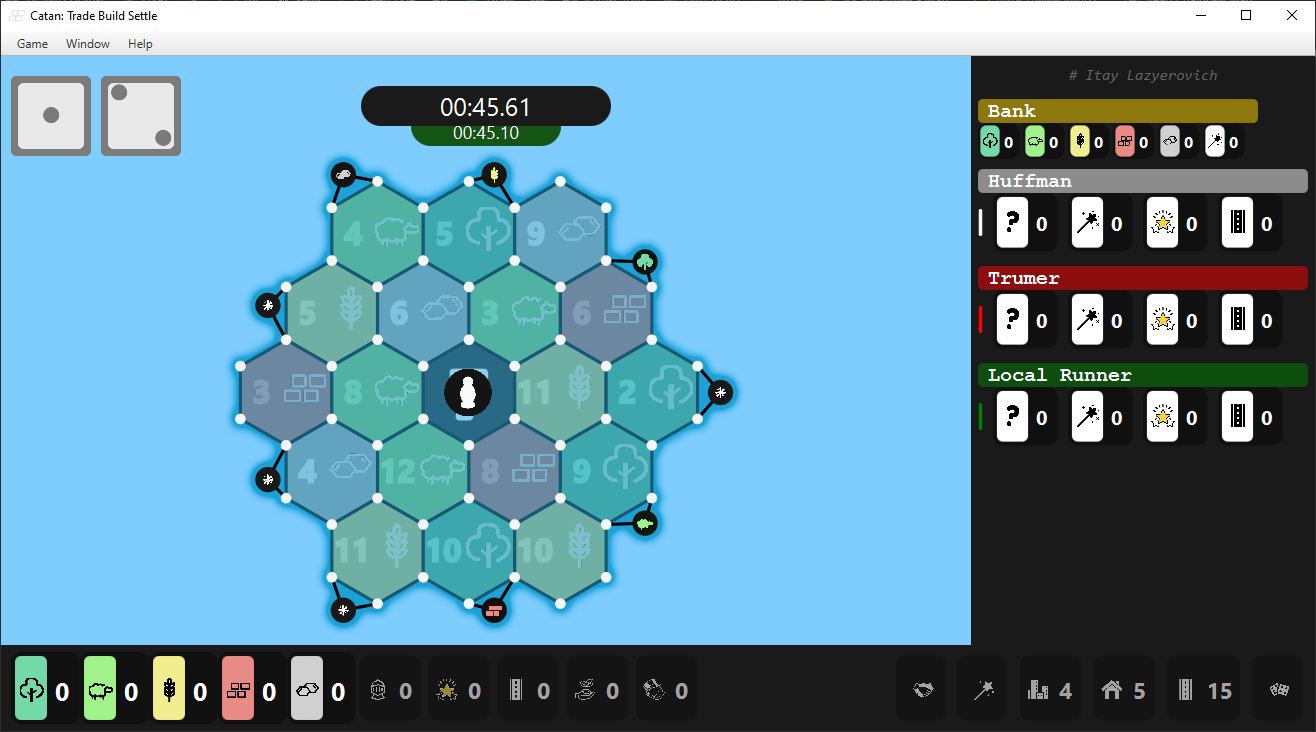 Catan: Trade Build Settle
Game Window Help
# Itay Lazyerovich
00:45.61
00:45.10
Bank
0 0 0 0 0 0
Huffman
? 0 0 0 0
Trumer
? 0 0 0 0
Local Runner
? 0 0 0 0
4 5 9
5 6 3 6
3 8 11 2
4 12 8 9
11 10 10
0 0 0 0 0 0 0 0 0 0 4 5 15